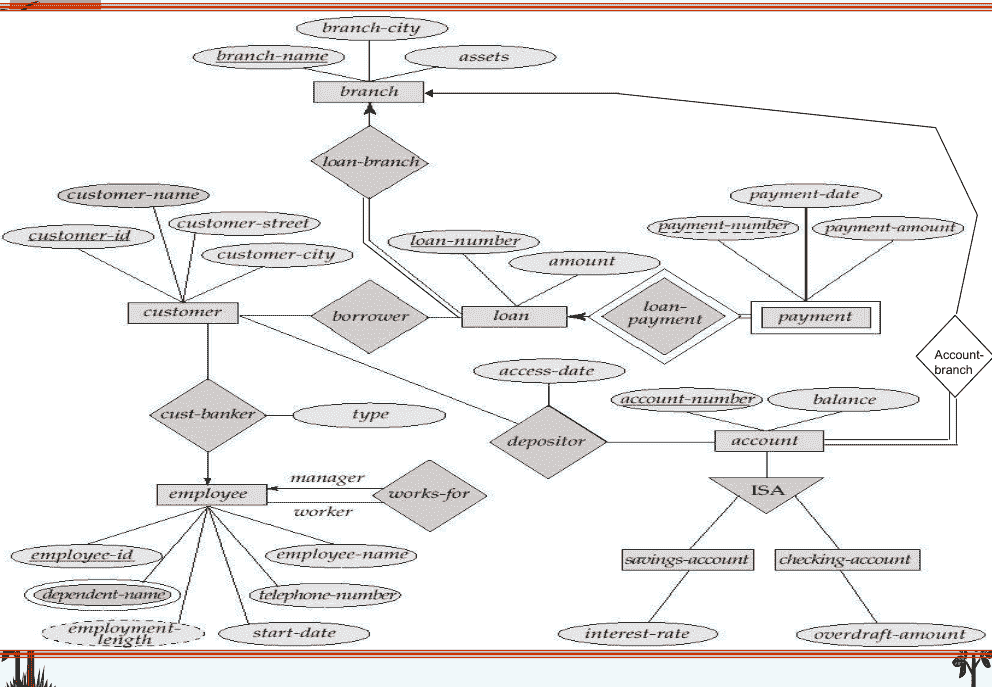 branch-city
branch-name
assets
branch
loan-branch
customer-name
customer-street
customer-id
customer-city
payment-date
payment-number
payment-amount
loan-number
amount
customer
borrower
loan
loan-
payment
payment
Account-
branch
access-date
account-number
balance
cust-banker
type
depositor
account
manager
employee
works-for
worker
ISA
employee-id
employee-name
savings-account
checking-account
dependent-name
telephone-number
employment-
length
start-date
interest-rate
overdraft-amount